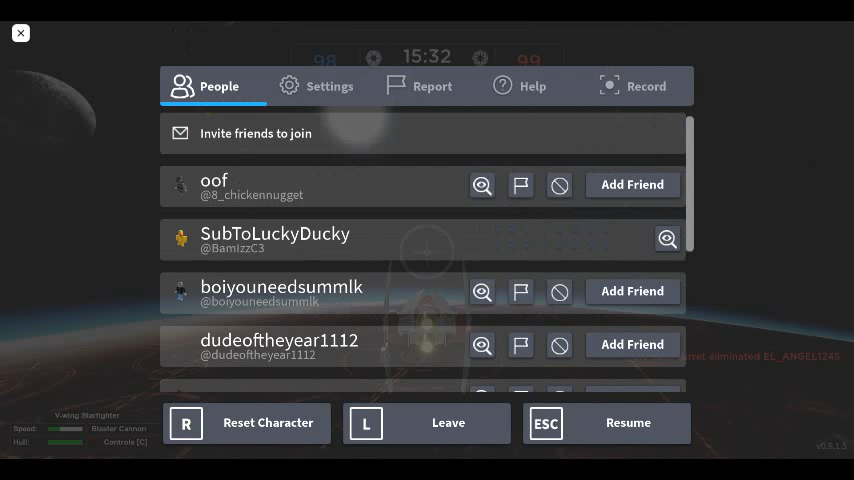 98 15:32 99
People Settings Report Help Record
Invite friends to join
oof
@8_chickennugget
Add Friend
SubToLuckyDucky
@BamIzzC3
boiyouneedsummlk
@boiyouneedsummlk
Add Friend
dudeoftheyear1112
@dudeoftheyear1112
Add Friend
rret eliminated EL_ANGEL1245
V-wing Starfighter
Speed: Blaster Cannon
Hull: Controls [C]
R Reset Character L Leave ESC Resume
v0.9.1.5